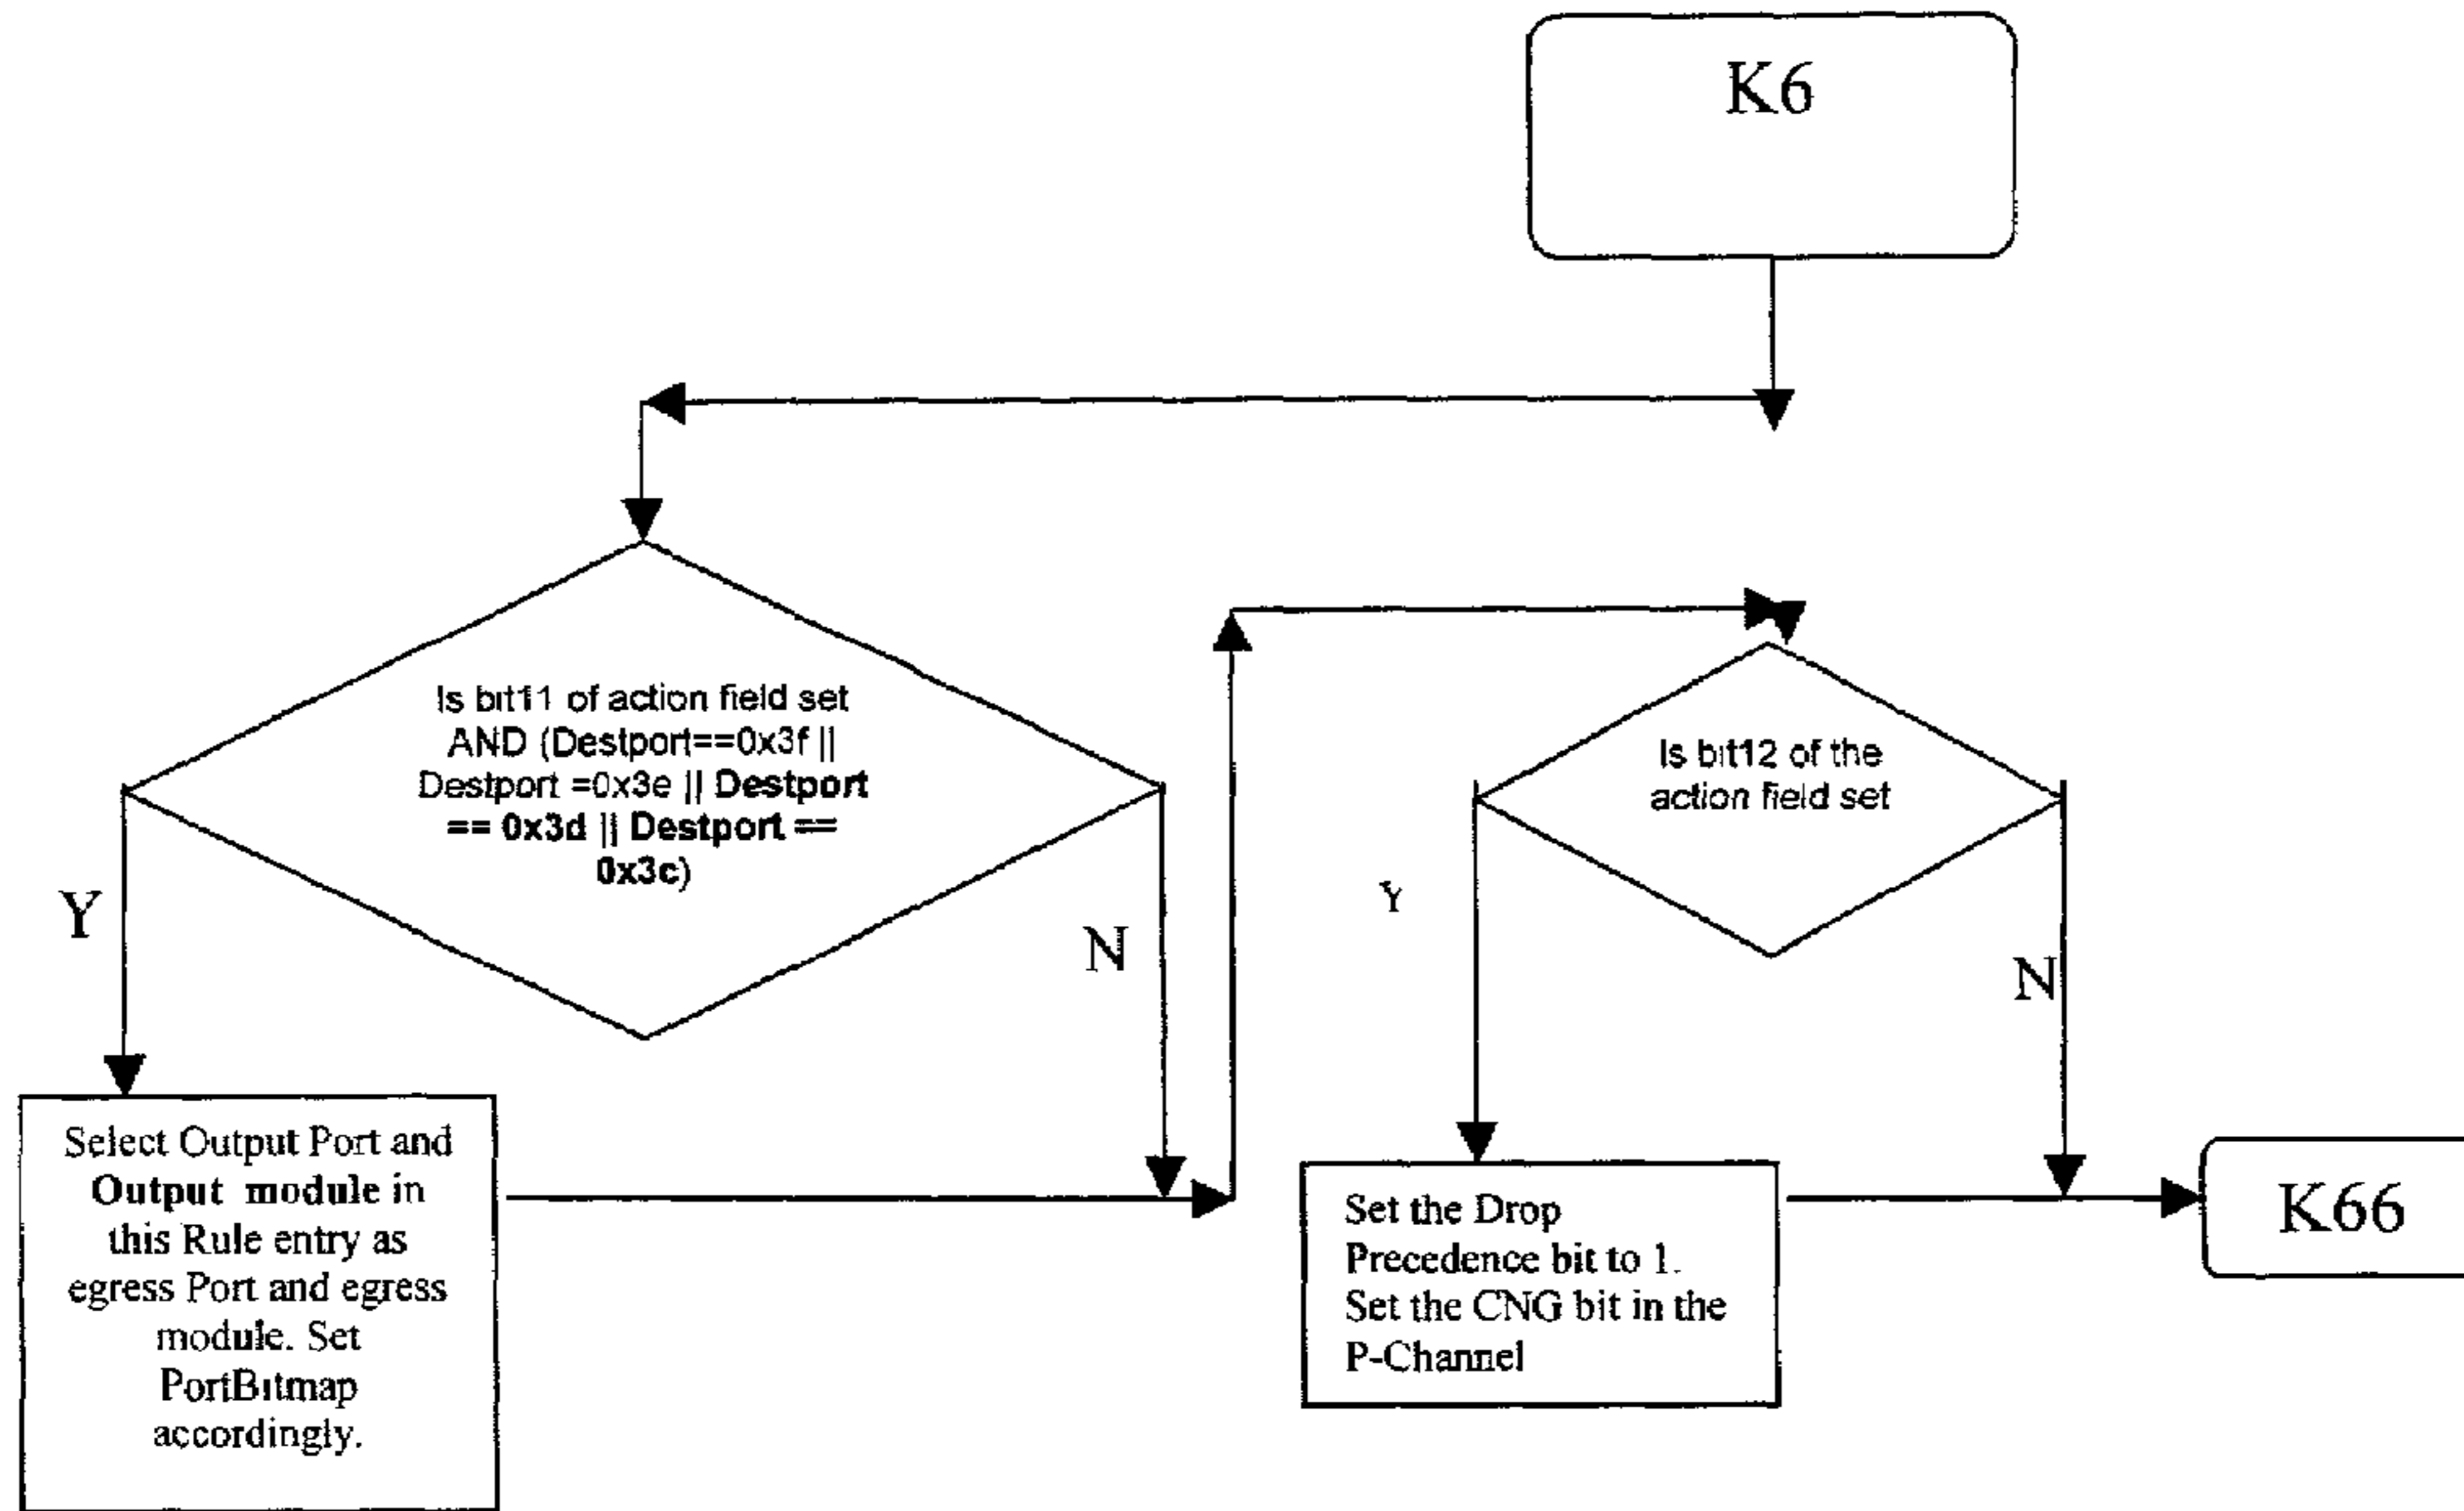 K6
Is bit11 of action field set
AND (Destport==0x3f ||
Destport =0x3e || Destport
== 0x3d || Destport ==
0x3c)
Y
N
Is bit12 of the
action field set
Y
N
Select Output Port and
Output module in
this Rule entry as
egress Port and egress
module. Set
PortBitmap
accordingly.
Set the Drop
Precedence bit to 1.
Set the CNG bit in the
P-Channel
K66